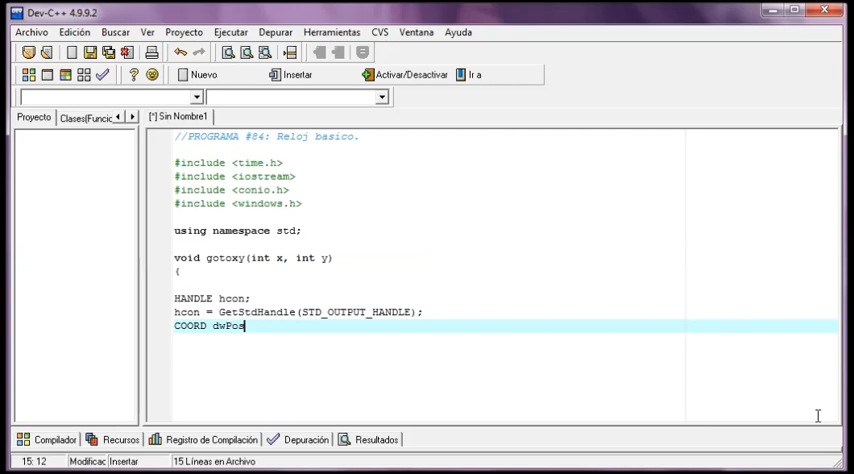 Dev-C++ 4.9.9.2
Archivo Edición Buscar Ver Proyecto Ejecutar Depurar Herramientas CVS Ventana Ayuda
Nuevo Insertar Activar/Desactivar Ir a
Proyecto Clases(Funcio [*] Sin Nombre1
//PROGRAMA #84: Reloj basico.
#include <time.h>
#include <iostream>
#include <conio.h>
#include <windows.h>
using namespace std;
void gotoxy(int x, int y)
{
HANDLE hcon;
hcon = GetStdHandle(STD_OUTPUT_HANDLE);
COORD dwPos
Compilador Recursos Registro de Compilación Depuración Resultados
15: 12 Modificac Insertar 15 Líneas en Archivo